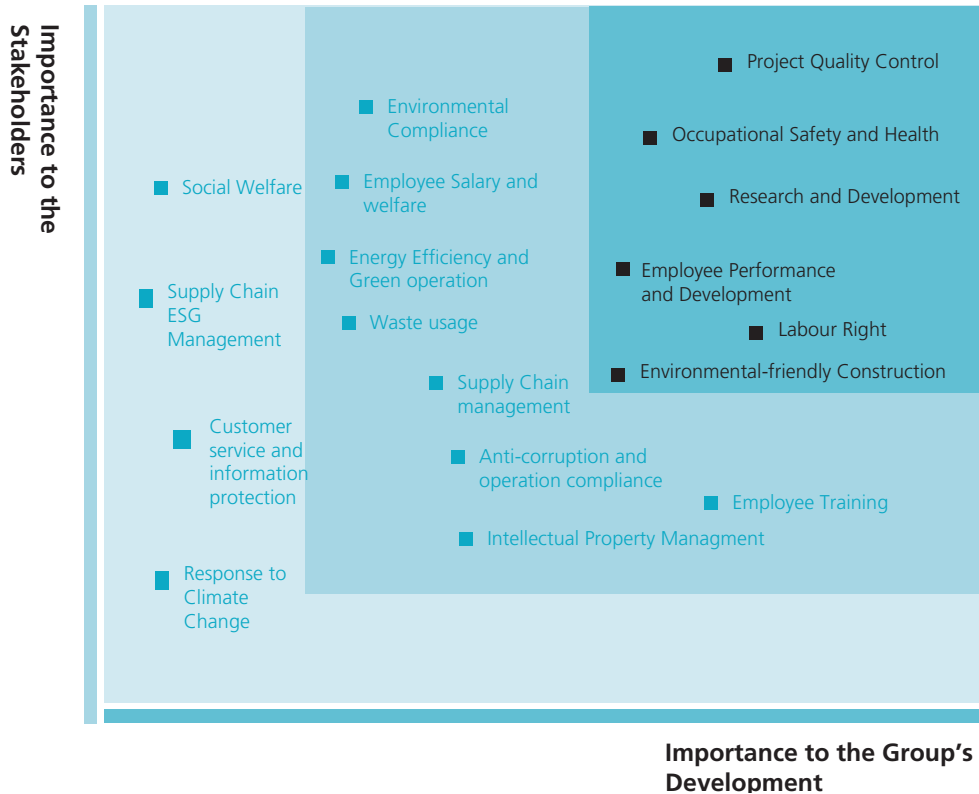 Importance to the
Stakeholders
Project Quality Control
Environmental
Compliance
Occupational Safety and Health
Social Welfare
Employee Salary and
welfare
Research and Development
Energy Efficiency and
Green operation
Employee Performance
and Development
Supply Chain
ESG
Management
Waste usage
Labour Right
Environmental-friendly Construction
Supply Chain
management
Customer
service and
information
protection
Anti-corruption and
operation compliance
Employee Training
Intellectual Property Managment
Response to
Climate
Change
Importance to the Group's
Development